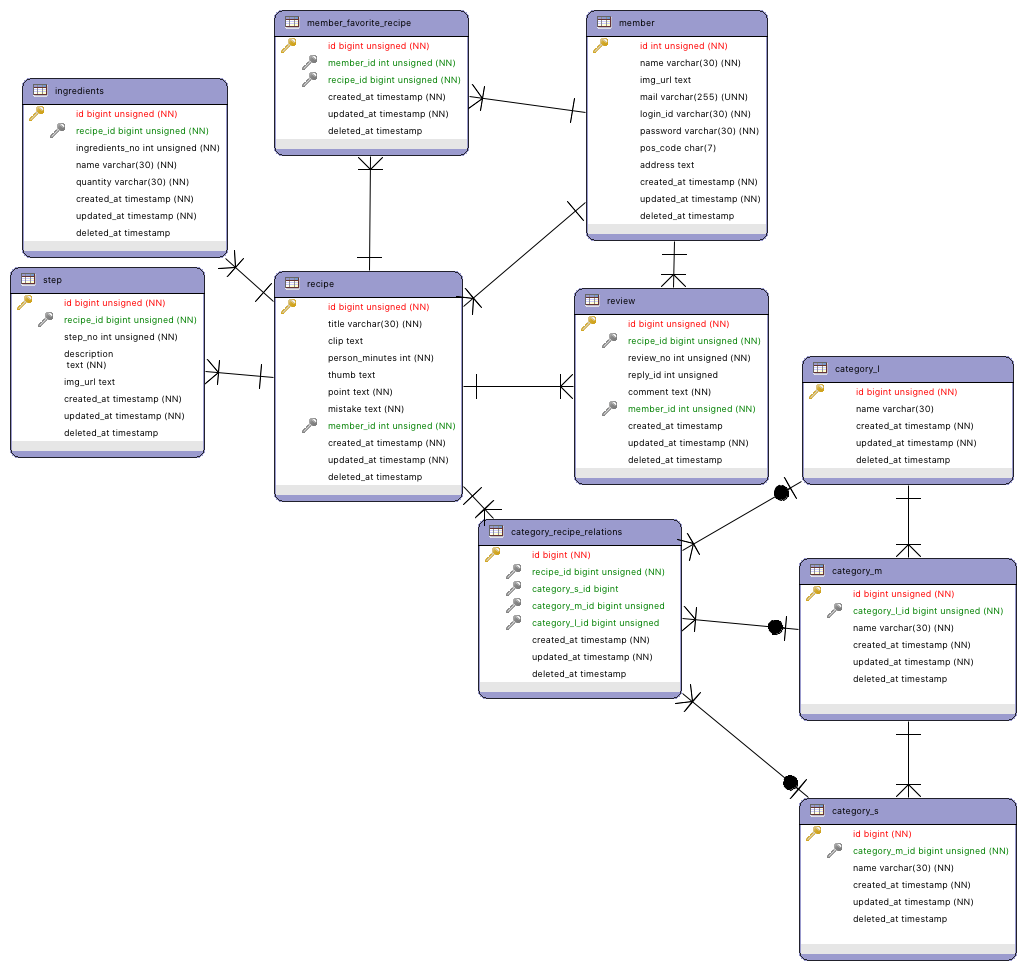 member_favorite_recipe
id bigint unsigned (NN)
member_id int unsigned (NN)
recipe_id bigint unsigned (NN)
created_at timestamp (NN)
updated_at timestamp (NN)
deleted_at timestamp
member
id int unsigned (NN)
name varchar(30) (NN)
img_url text
mail varchar(255) (UNN)
login_id varchar(30) (NN)
password varchar(30) (NN)
pos_code char(7)
address text
created_at timestamp (NN)
updated_at timestamp (NN)
deleted_at timestamp
ingredients
id bigint unsigned (NN)
recipe_id bigint unsigned (NN)
ingredients_no int unsigned (NN)
name varchar(30) (NN)
quantity varchar(30) (NN)
created_at timestamp (NN)
updated_at timestamp (NN)
deleted_at timestamp
step
id bigint unsigned (NN)
recipe_id bigint unsigned (NN)
step_no int unsigned (NN)
description
text (NN)
img_url text
created_at timestamp (NN)
updated_at timestamp (NN)
deleted_at timestamp
recipe
id bigint unsigned (NN)
title varchar(30) (NN)
clip text
person_minutes int (NN)
thumb text
point text (NN)
mistake text (NN)
member_id int unsigned (NN)
created_at timestamp (NN)
updated_at timestamp (NN)
deleted_at timestamp
review
id bigint unsigned (NN)
recipe_id bigint unsigned (NN)
review_no int unsigned (NN)
reply_id int unsigned
comment text (NN)
member_id int unsigned (NN)
created_at timestamp
updated_at timestamp (NN)
deleted_at timestamp
category_l
id bigint unsigned (NN)
name varchar(30)
created_at timestamp (NN)
updated_at timestamp (NN)
deleted_at timestamp
category_recipe_relations
id bigint (NN)
recipe_id bigint unsigned (NN)
category_s_id bigint
category_m_id bigint unsigned
category_l_id bigint unsigned
created_at timestamp (NN)
updated_at timestamp (NN)
deleted_at timestamp
category_m
id bigint unsigned (NN)
category_l_id bigint unsigned (NN)
name varchar(30) (NN)
created_at timestamp (NN)
updated_at timestamp (NN)
deleted_at timestamp
category_s
id bigint (NN)
category_m_id bigint unsigned (NN)
name varchar(30) (NN)
created_at timestamp (NN)
updated_at timestamp (NN)
deleted_at timestamp